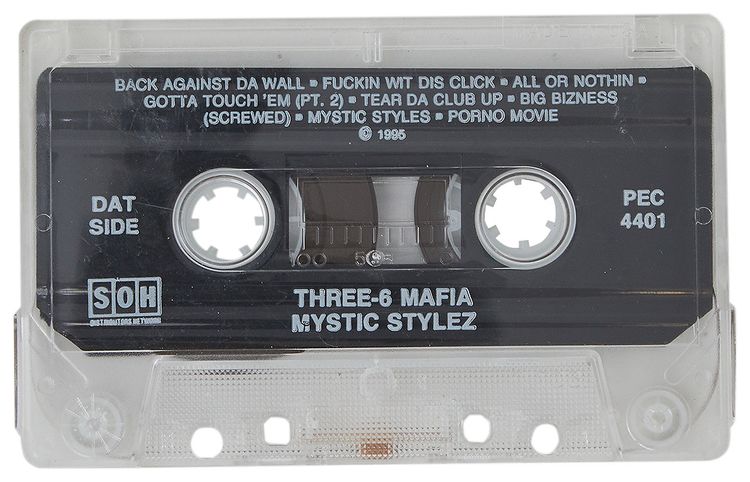 BACK AGAINST DA WALL ▪ FUCKIN WIT DIS CLICK ▪ ALL OR NOTHIN ▪
GOTTA TOUCH 'EM (PT. 2) ▪ TEAR DA CLUB UP ▪ BIG BIZNESS
(SCREWED) ▪ MYSTIC STYLES ▪ PORNO MOVIE
© 1995
DAT
SIDE
PEC
4401
SOH
DISTRIBUTORS NETWORK
THREE-6 MAFIA
MYSTIC STYLEZ